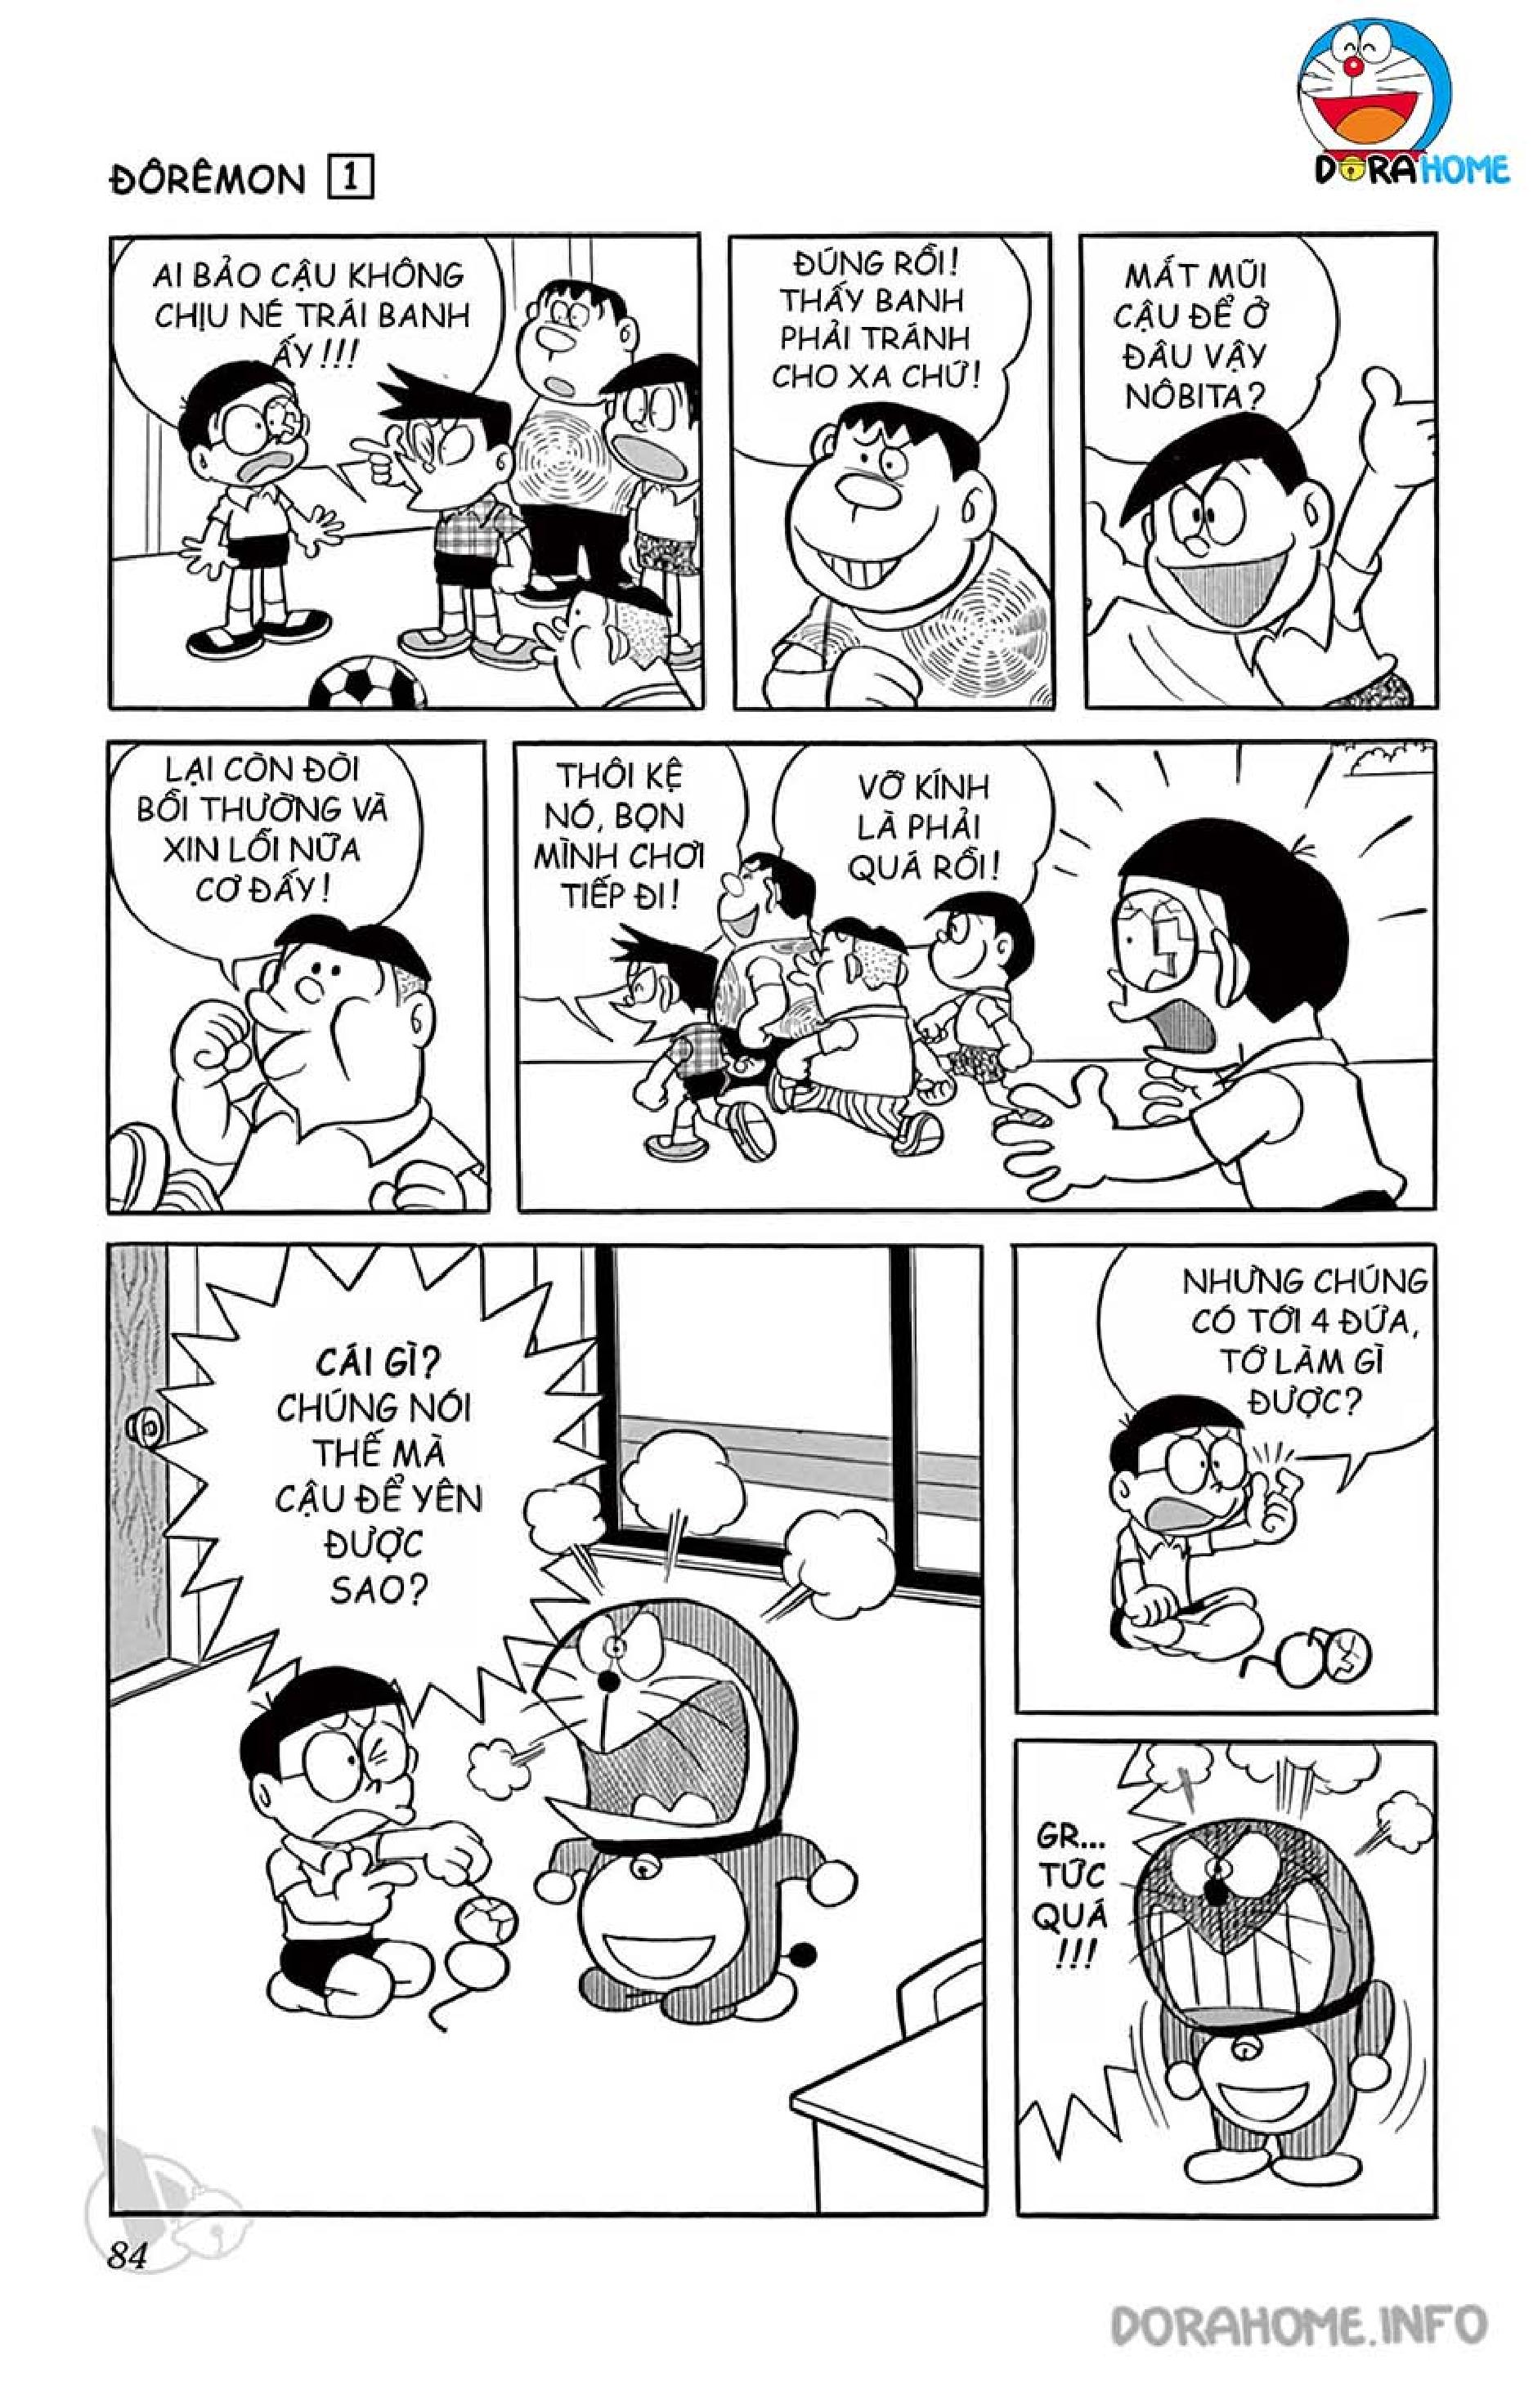 DORAHOME
ĐÔRÊMON 1
AI BẢO CẬU KHÔNG
CHỊU NÉ TRÁI BANH
ẤY!!!
ĐÚNG RỒI!
THẤY BANH
PHẢI TRÁNH
CHO XA CHỨ!
MẮT MŨI
CẬU ĐỂ Ở
ĐÂU VẬY
NÔBITA?
LẠI CÒN ĐÒI
BỒI THƯỜNG VÀ
XIN LỖI NỮA
CƠ ĐẤY!
THÔI KỆ
NÓ, BỌN
MÌNH CHƠI
TIẾP ĐI!
VỠ KÍNH
LÀ PHẢI
QUÁ RỒI!
CÁI GÌ?
CHÚNG NÓI
THẾ MÀ
CẬU ĐỂ YÊN
ĐƯỢC
SAO?
NHƯNG CHÚNG
CÓ TỚI 4 ĐỨA,
TỚ LÀM GÌ
ĐƯỢC?
GR...
TỨC
QUÁ
!!!
84
DORAHOME.INFO